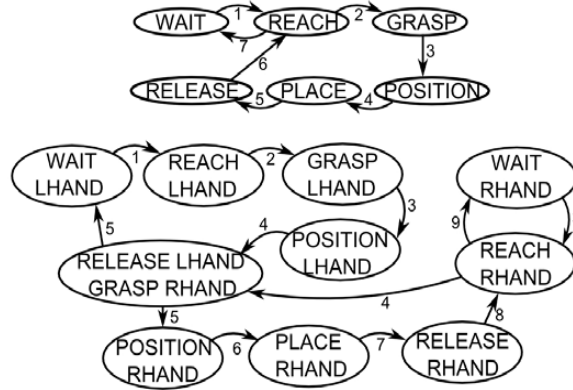 WAIT 1 REACH 2 GRASP
7 3
6
RELEASE 5 PLACE 4 POSITION
WAIT
LHAND
1
REACH
LHAND
2
GRASP
LHAND
3
WAIT
RHAND
5
4
POSITION
LHAND
9
REACH
RHAND
RELEASE LHAND
GRASP RHAND
4
5
POSITION
RHAND
6
PLACE
RHAND
7
RELEASE
RHAND
8